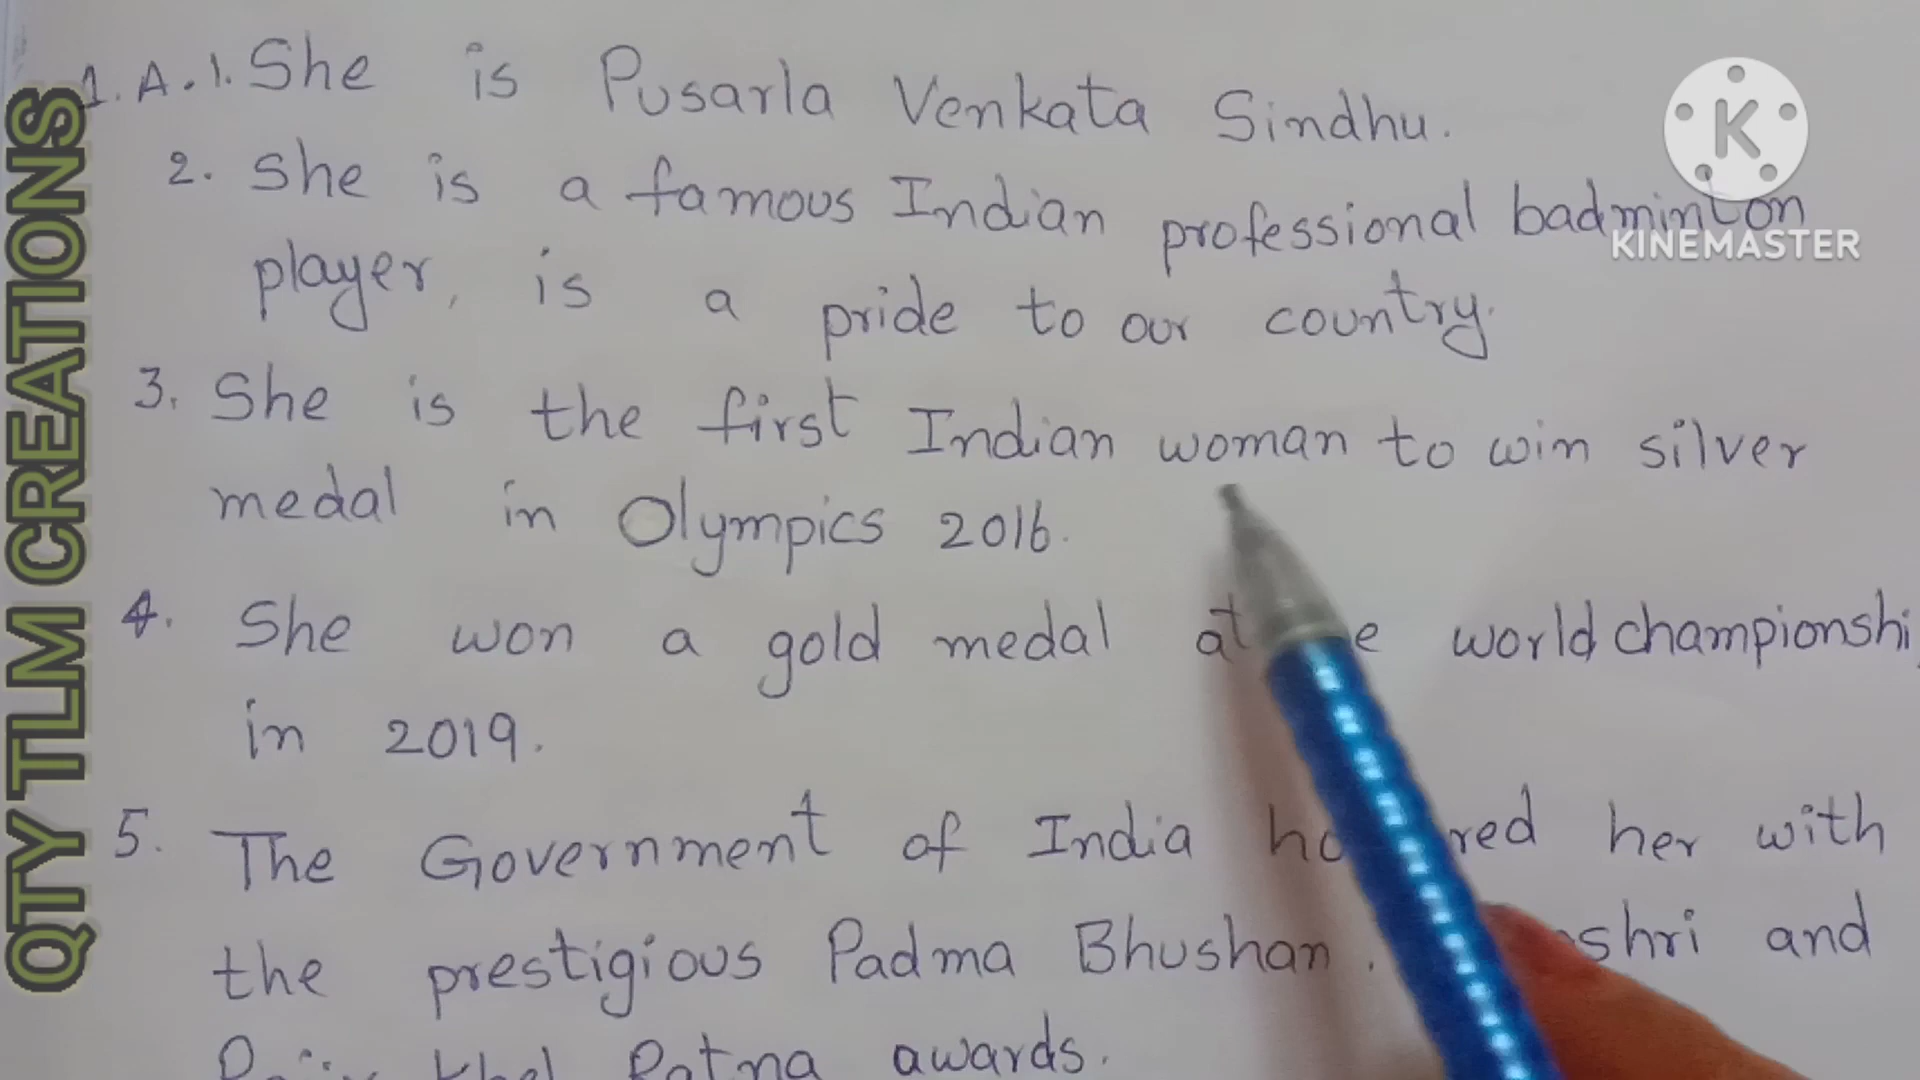 1. A. 1. She is Pusarla Venkata Sindhu.
2. She is a famous Indian professional badminton
player, is a pride to our country.
3. She is the first Indian woman to win silver
medal in Olympics 2016.
4. She won a gold medal at world championshi
in 2019.
5. The Government of India her with
the prestigious Padma Bhushan. and
Ratna awards.
QTY TLM CREATIONS
K
KINEMASTER